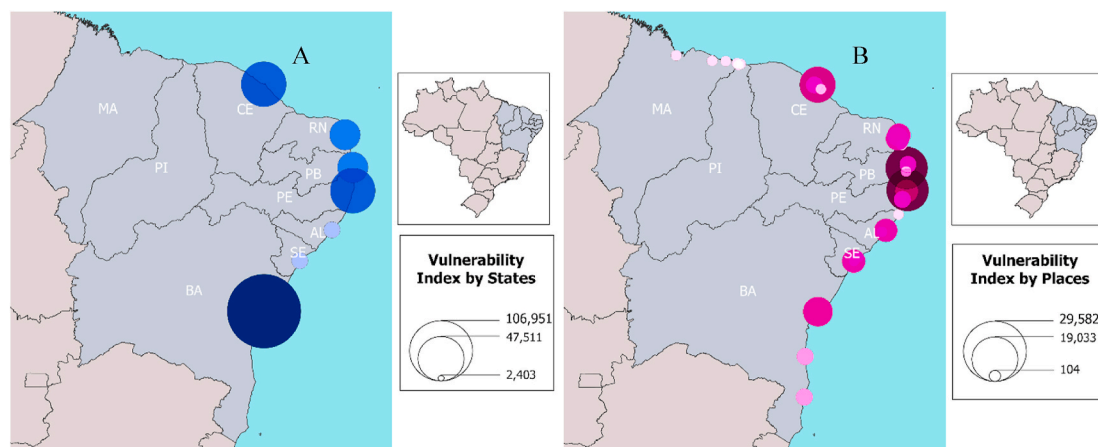 A
MA
CE
RN
PI
PB
PE
AL
SE
BA
Vulnerability
Index by States
106,951
47,511
2,403
B
MA
CE
RN
PI
PB
PE
AL
SE
BA
Vulnerability
Index by Places
29,582
19,033
104